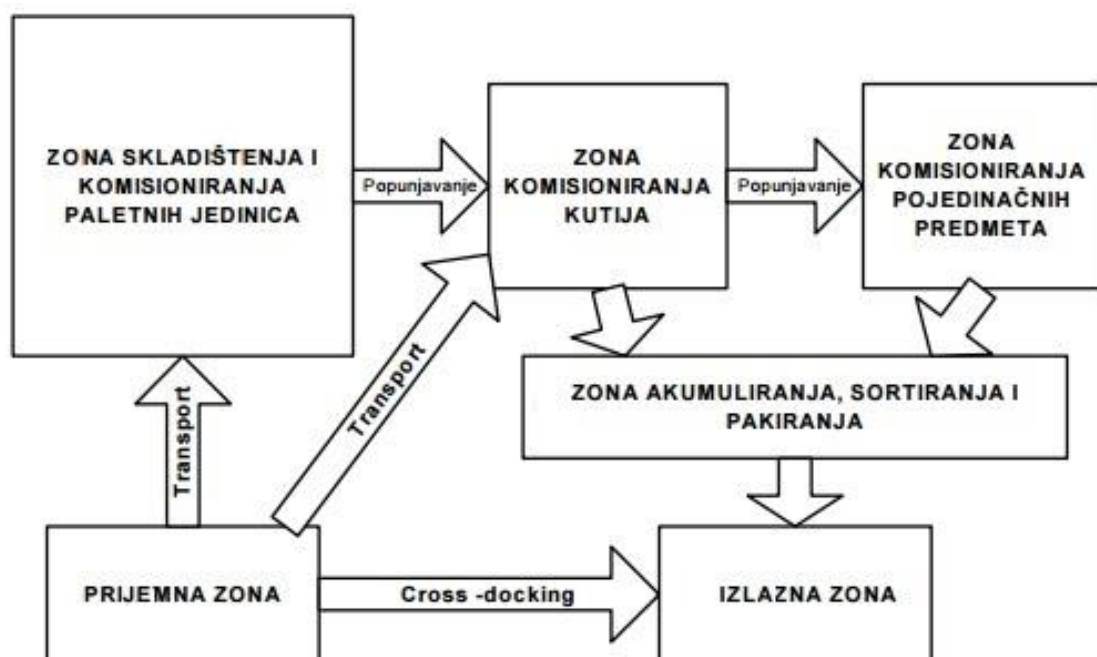 ZONA SKLADIŠTENJA I
KOMISIONIRANJA
PALETNIH JEDINICA
Popunjavanje
ZONA
KOMISIONIRANJA
KUTIJA
Popunjavanje
ZONA
KOMISIONIRANJA
POJEDINAČNIH
PREDMETA
Transport
Transport
ZONA AKUMULIRANJA, SORTIRANJA I
PAKIRANJA
PRIJEMNA ZONA
Cross -docking
IZLAZNA ZONA